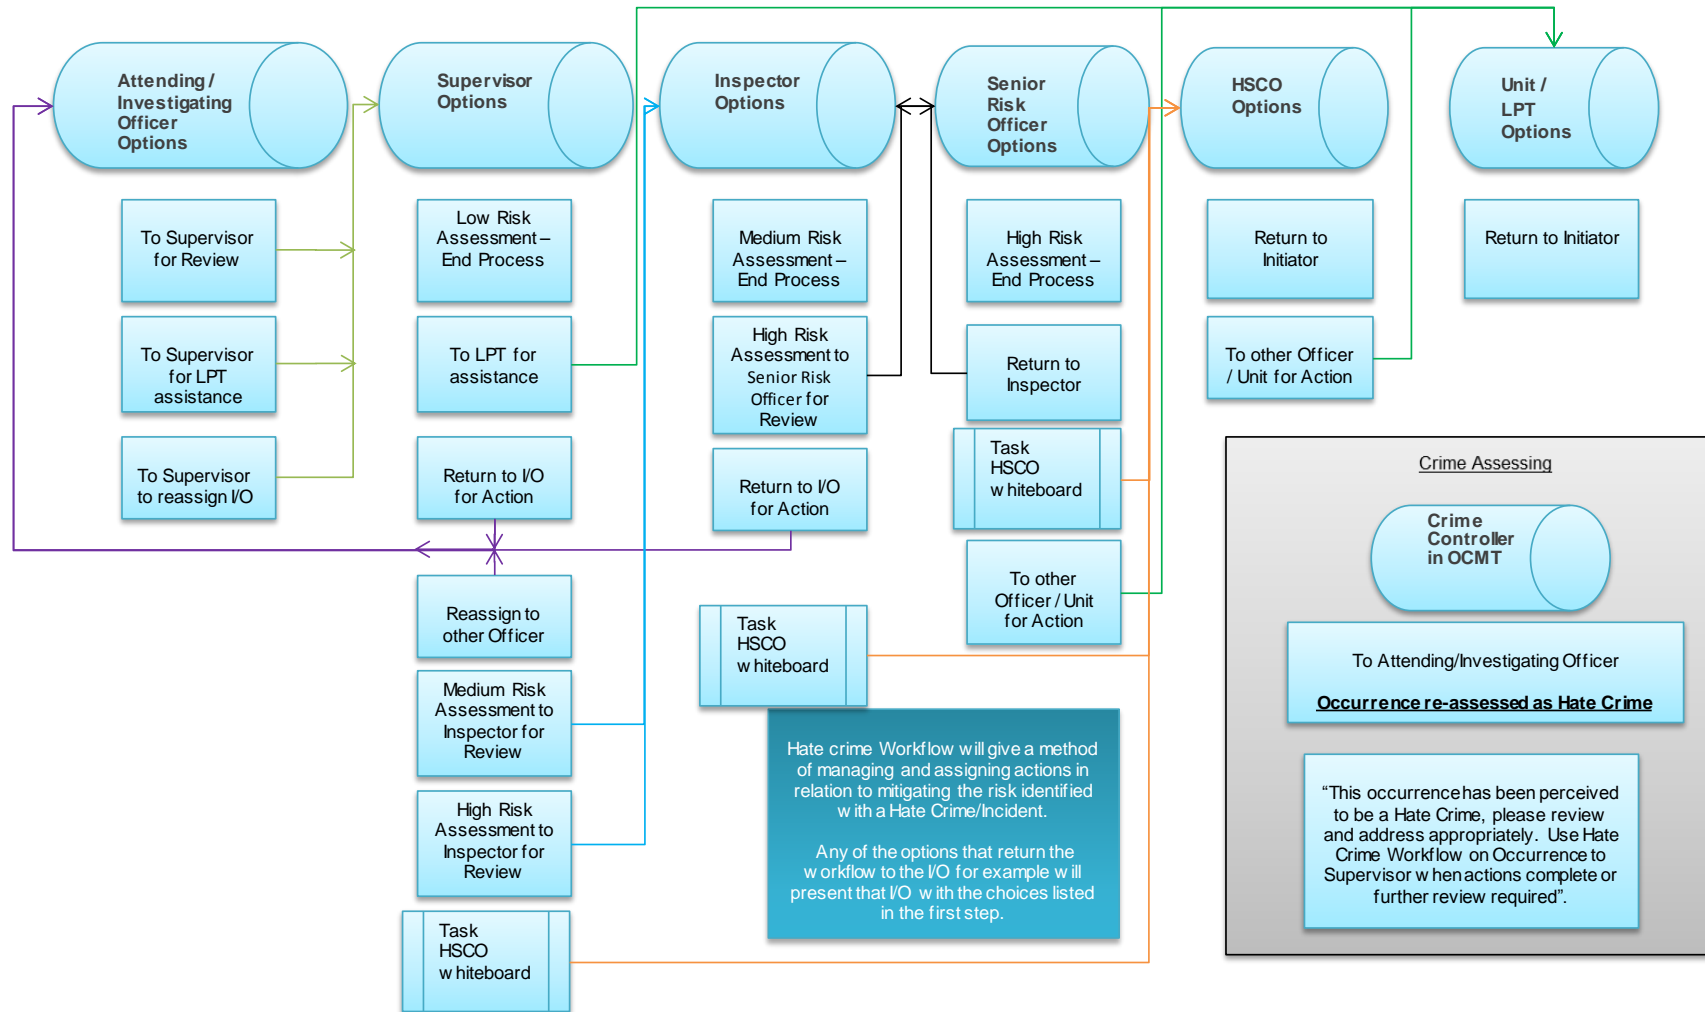 Attending /
Investigating
Officer
Options
Supervisor
Options
Inspector
Options
Senior
Risk
Officer
Options
HSCO
Options
Unit /
LPT
Options
To Supervisor
for Review
To Supervisor
for LPT
assistance
To Supervisor
to reassign I/O
Low Risk
Assessment –
End Process
To LPT for
assistance
Return to I/O
for Action
Reassign to
other Officer
Medium Risk
Assessment to
Inspector for
Review
High Risk
Assessment to
Inspector for
Review
Task
HSCO
whiteboard
Medium Risk
Assessment –
End Process
High Risk
Assessment to
Senior Risk
Officer for
Review
Return to I/O
for Action
Task
HSCO
whiteboard
High Risk
Assessment –
End Process
Return to
Inspector
Task
HSCO
whiteboard
To other
Officer / Unit
for Action
Return to
Initiator
To other Officer
/ Unit for Action
Return to Initiator
Hate crime Workflow will give a method
of managing and assigning actions in
relation to mitigating the risk identified
with a Hate Crime/Incident.
Any of the options that return the
workflow to the I/O for example will
present that I/O with the choices listed
in the first step.
Crime Assessing
Crime
Controller
in OCMT
To Attending/Investigating Officer
Occurrence re-assessed as Hate Crime
“This occurrence has been perceived
to be a Hate Crime, please review
and address appropriately. Use Hate
Crime Workflow on Occurrence to
Supervisor when actions complete or
further review required”.